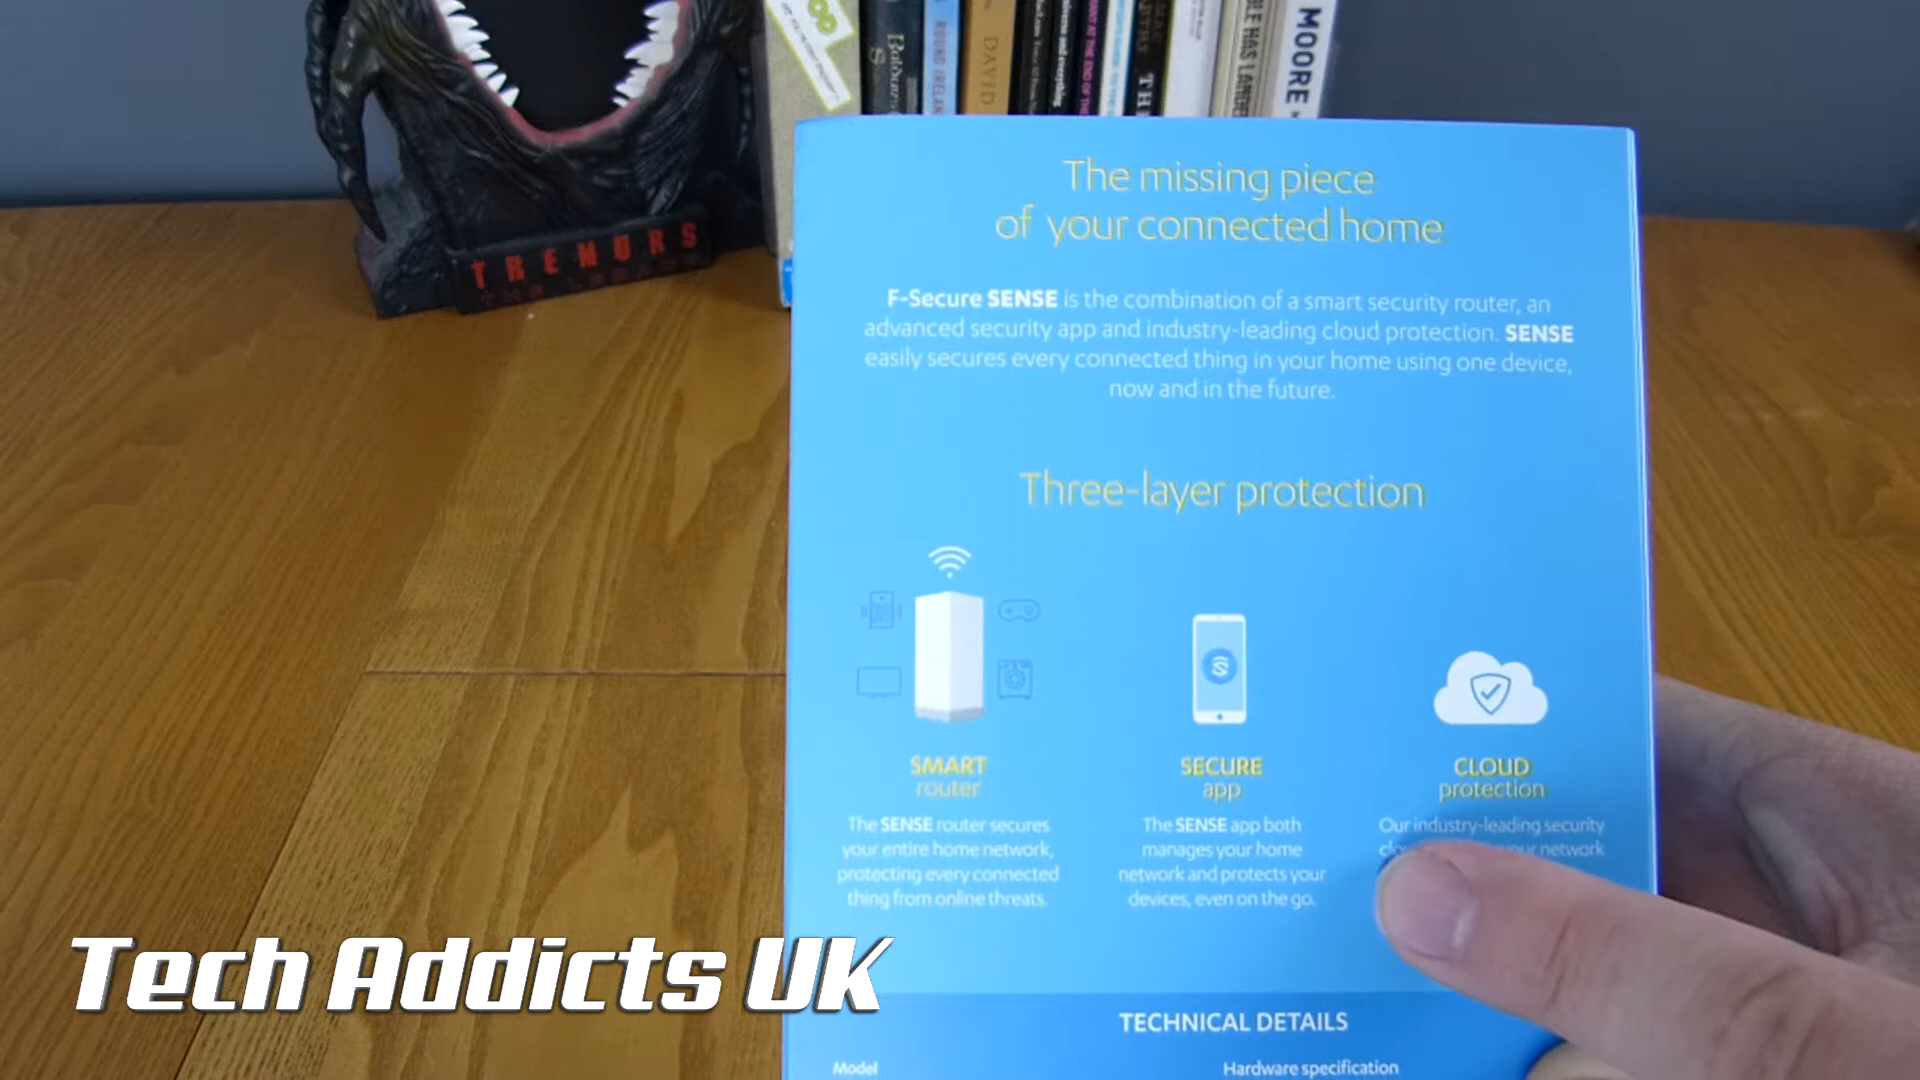 TREMORS
DAVID
MOORE
The missing piece
of your connected home
F-Secure SENSE is the combination of a smart security router, an
advanced security app and industry-leading cloud protection. SENSE
easily secures every connected thing in your home using one device,
now and in the future.
Three-layer protection
SMART
router
The SENSE router secures
your entire home network,
protecting every connected
thing from online threats.
SECURE
app
The SENSE app both
manages your home
network and protects your
devices, even on the go.
CLOUD
protection
Our industry-leading security
network
TECHNICAL DETAILS
Model
Hardware specification
Tech Addicts UK